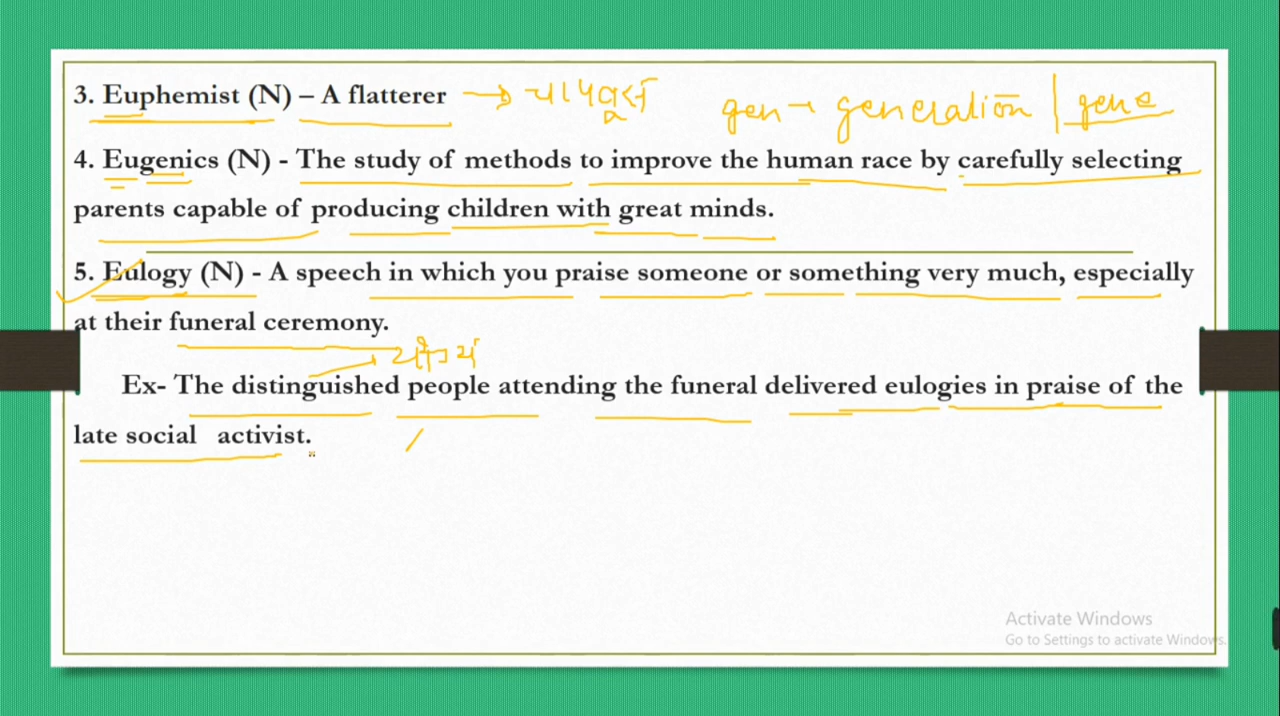 3. Euphemist (N) – A flatterer → चापलूस gen → generation | gene
4. Eugenics (N) - The study of methods to improve the human race by carefully selecting
parents capable of producing children with great minds.
5. Eulogy (N) - A speech in which you praise someone or something very much, especially
at their funeral ceremony.
Ex- The distinguished people attending the funeral delivered eulogies in praise of the
late social activist.
Activate Windows
Go to Settings to activate Windows.